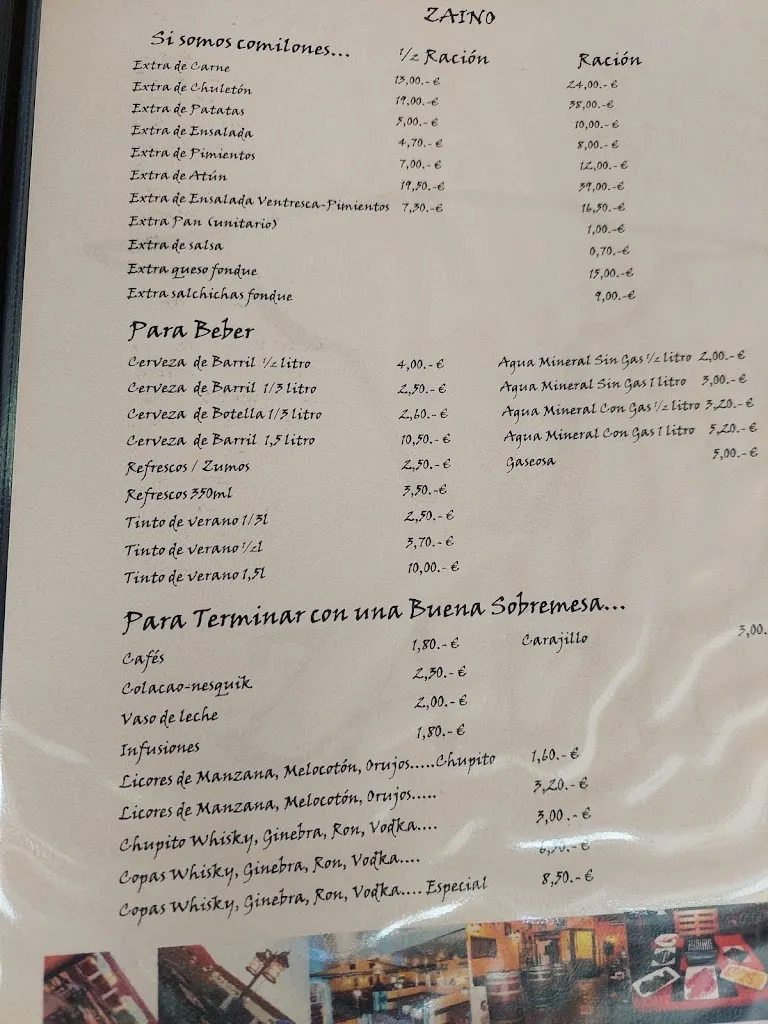 ZAINO
Si somos comilones... ½ Ración Ración
Extra de Carne 13,00.-€ 24,00.-€
Extra de Chuletón 19,00.-€ 38,00.-€
Extra de Patatas 5,00.-€ 10,00.-€
Extra de Ensalada 4,70.-€ 8,00.-€
Extra de Pimientos 7,00.-€ 12,00.-€
Extra de Atún 19,50.-€ 39,00.-€
Extra de Ensalada Ventresca-Pimientos 7,30.-€ 16,50.-€
Extra Pan (unitario) 1,00.-€
Extra de salsa 0,70.-€
Extra queso fondue 15,00.-€
Extra salchichas fondue 9,00.-€
Para Beber
Cerveza de Barril ½ litro 4,00.-€ Agua Mineral Sin Gas ½ litro 2,00.-€
Cerveza de Barril 1/3 litro 2,50.-€ Agua Mineral Sin Gas 1 litro 3,00.-€
Cerveza de Botella 1/3 litro 2,60.-€ Agua Mineral Con Gas ½ litro 3,20.-€
Cerveza de Barril 1,5 litro 10,50.-€ Agua Mineral Con Gas 1 litro 5,20.-€
Refrescos / Zumos 2,50.-€ Gaseosa 5,00.-€
Refrescos 350ml 3,50.-€
Tinto de verano 1/3l 2,50.-€
Tinto de verano ½l 3,70.-€
Tinto de verano 1,5l 10,00.-€
Para Terminar con una Buena Sobremesa...
Cafés 1,80.-€ Carajillo 3,00.
Colacao-nesquik 2,30.-€
Vaso de leche 2,00.-€
Infusiones 1,80.-€
Licores de Manzana, Melocotón, Orujos.....Chupito 1,60.-€
Licores de Manzana, Melocotón, Orujos..... 3,20.-€
Chupito Whisky, Ginebra, Ron, Vodka.... 3,00.-€
Copas Whisky, Ginebra, Ron, Vodka....
Copas Whisky, Ginebra, Ron, Vodka.... Especial 8,50.-€